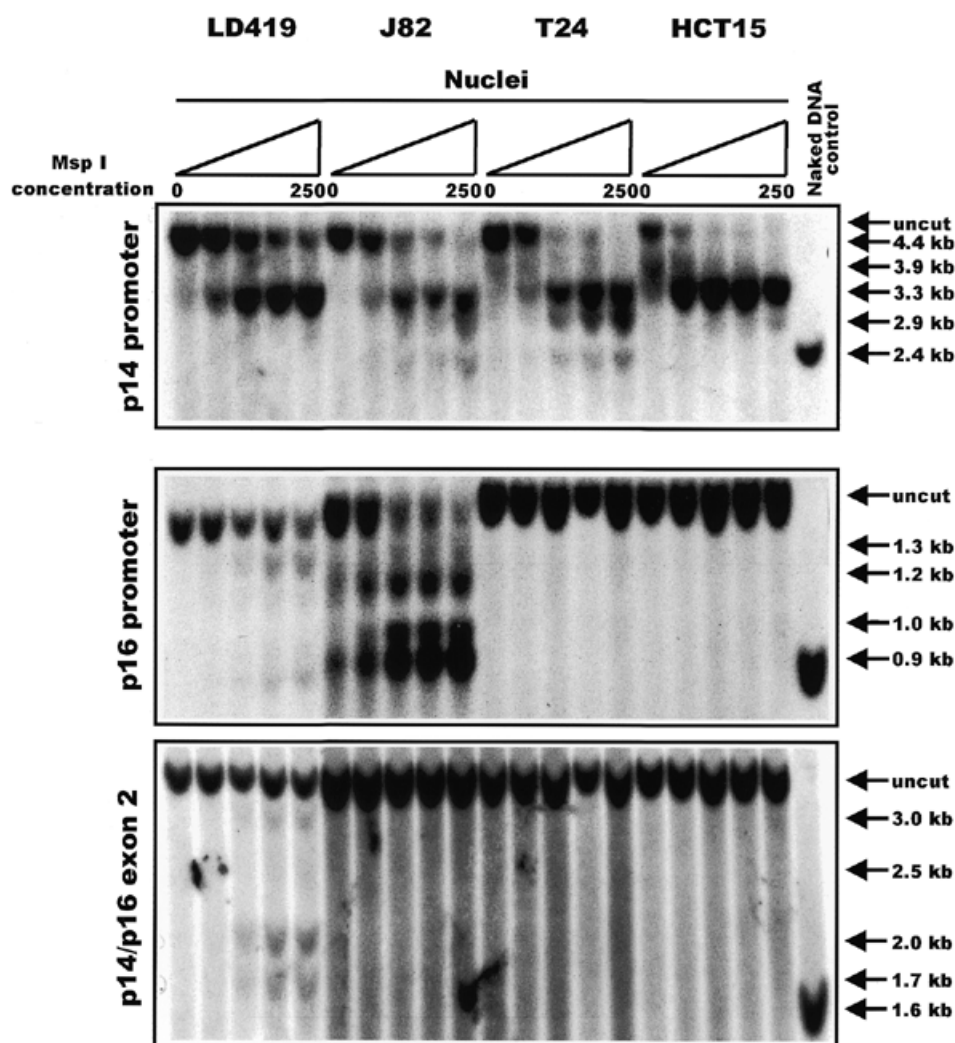 LD419 J82 T24 HCT15
Nuclei
Naked DNA control
Msp I concentration
0 2500 2500 2500 250
p14 promoter
uncut
4.4 kb
3.9 kb
3.3 kb
2.9 kb
2.4 kb
p16 promoter
uncut
1.3 kb
1.2 kb
1.0 kb
0.9 kb
p14/p16 exon 2
uncut
3.0 kb
2.5 kb
2.0 kb
1.7 kb
1.6 kb